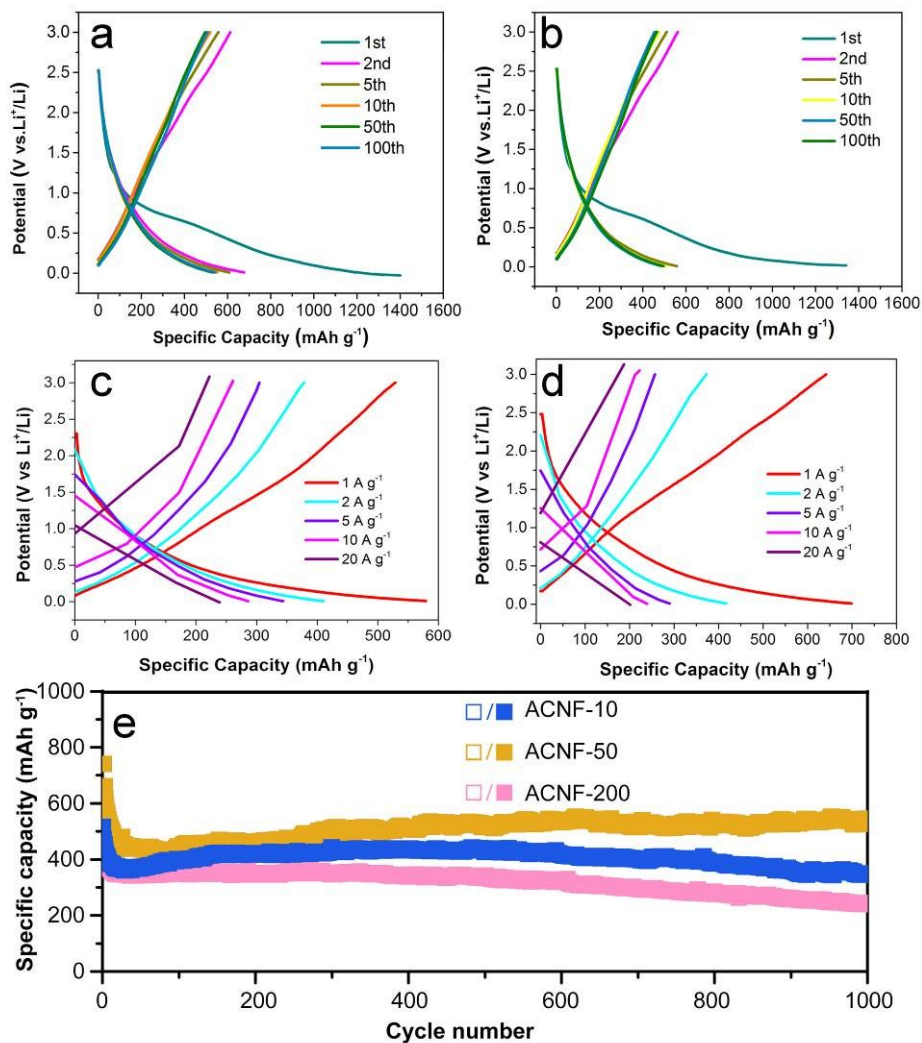 a
1st
2nd
5th
10th
50th
100th
3.0
2.5
2.0
1.5
1.0
0.5
0.0
0 200 400 600 800 1000 1200 1400 1600
Potential (V vs.Li⁺/Li)
Specific Capacity (mAh g⁻¹)
b
1st
2nd
5th
10th
50th
100th
3.0
2.5
2.0
1.5
1.0
0.5
0.0
0 200 400 600 800 1000 1200 1400 1600
Potential (V vs.Li⁺/Li)
Specific Capacity (mAh g⁻¹)
c
1 A g⁻¹
2 A g⁻¹
5 A g⁻¹
10 A g⁻¹
20 A g⁻¹
3.0
2.5
2.0
1.5
1.0
0.5
0.0
0 100 200 300 400 500 600
Potential (V vs Li⁺/Li)
Specific Capacity (mAh g⁻¹)
d
1 A g⁻¹
2 A g⁻¹
5 A g⁻¹
10 A g⁻¹
20 A g⁻¹
3.0
2.5
2.0
1.5
1.0
0.5
0.0
0 100 200 300 400 500 600 700 800
Potential (V vs Li⁺/Li)
Specific Capacity (mAh g⁻¹)
e
/ ACNF-10
/ ACNF-50
/ ACNF-200
1000
800
600
400
200
0
0 200 400 600 800 1000
Specific capacity (mAh g⁻¹)
Cycle number